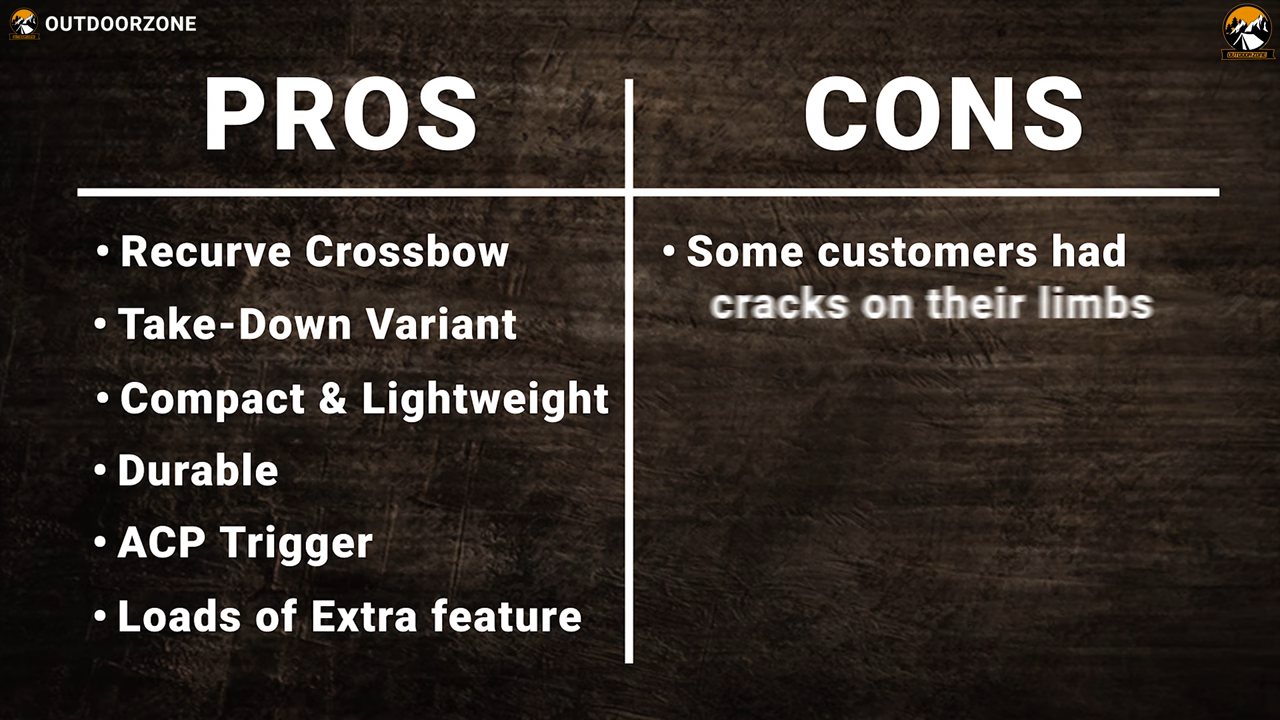 OUTDOORZONE
OUTDOORZONE
PROS
CONS
• Recurve Crossbow
• Take-Down Variant
• Compact & Lightweight
• Durable
• ACP Trigger
• Loads of Extra feature
• Some customers had
cracks on their limbs